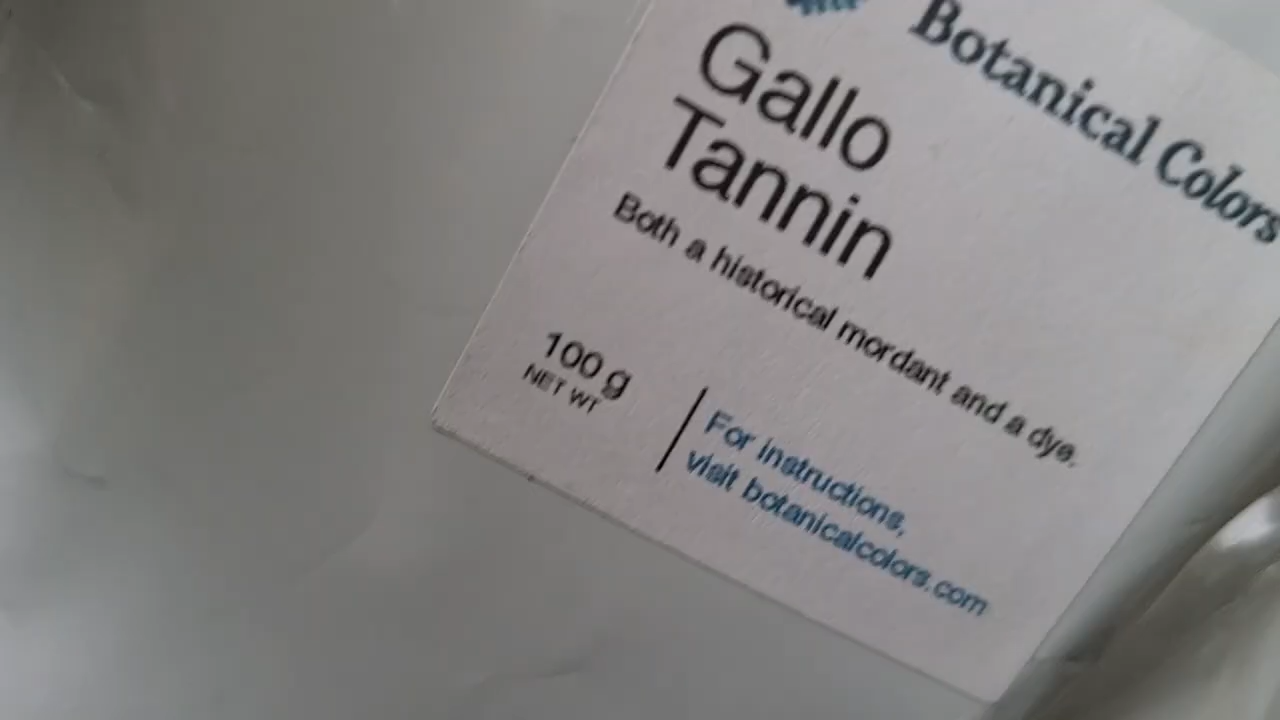 Botanical Colors
Gallo
Tannin
Both a historical mordant and a dye.
100 g
NET WT
For instructions,
visit botanicalcolors.com